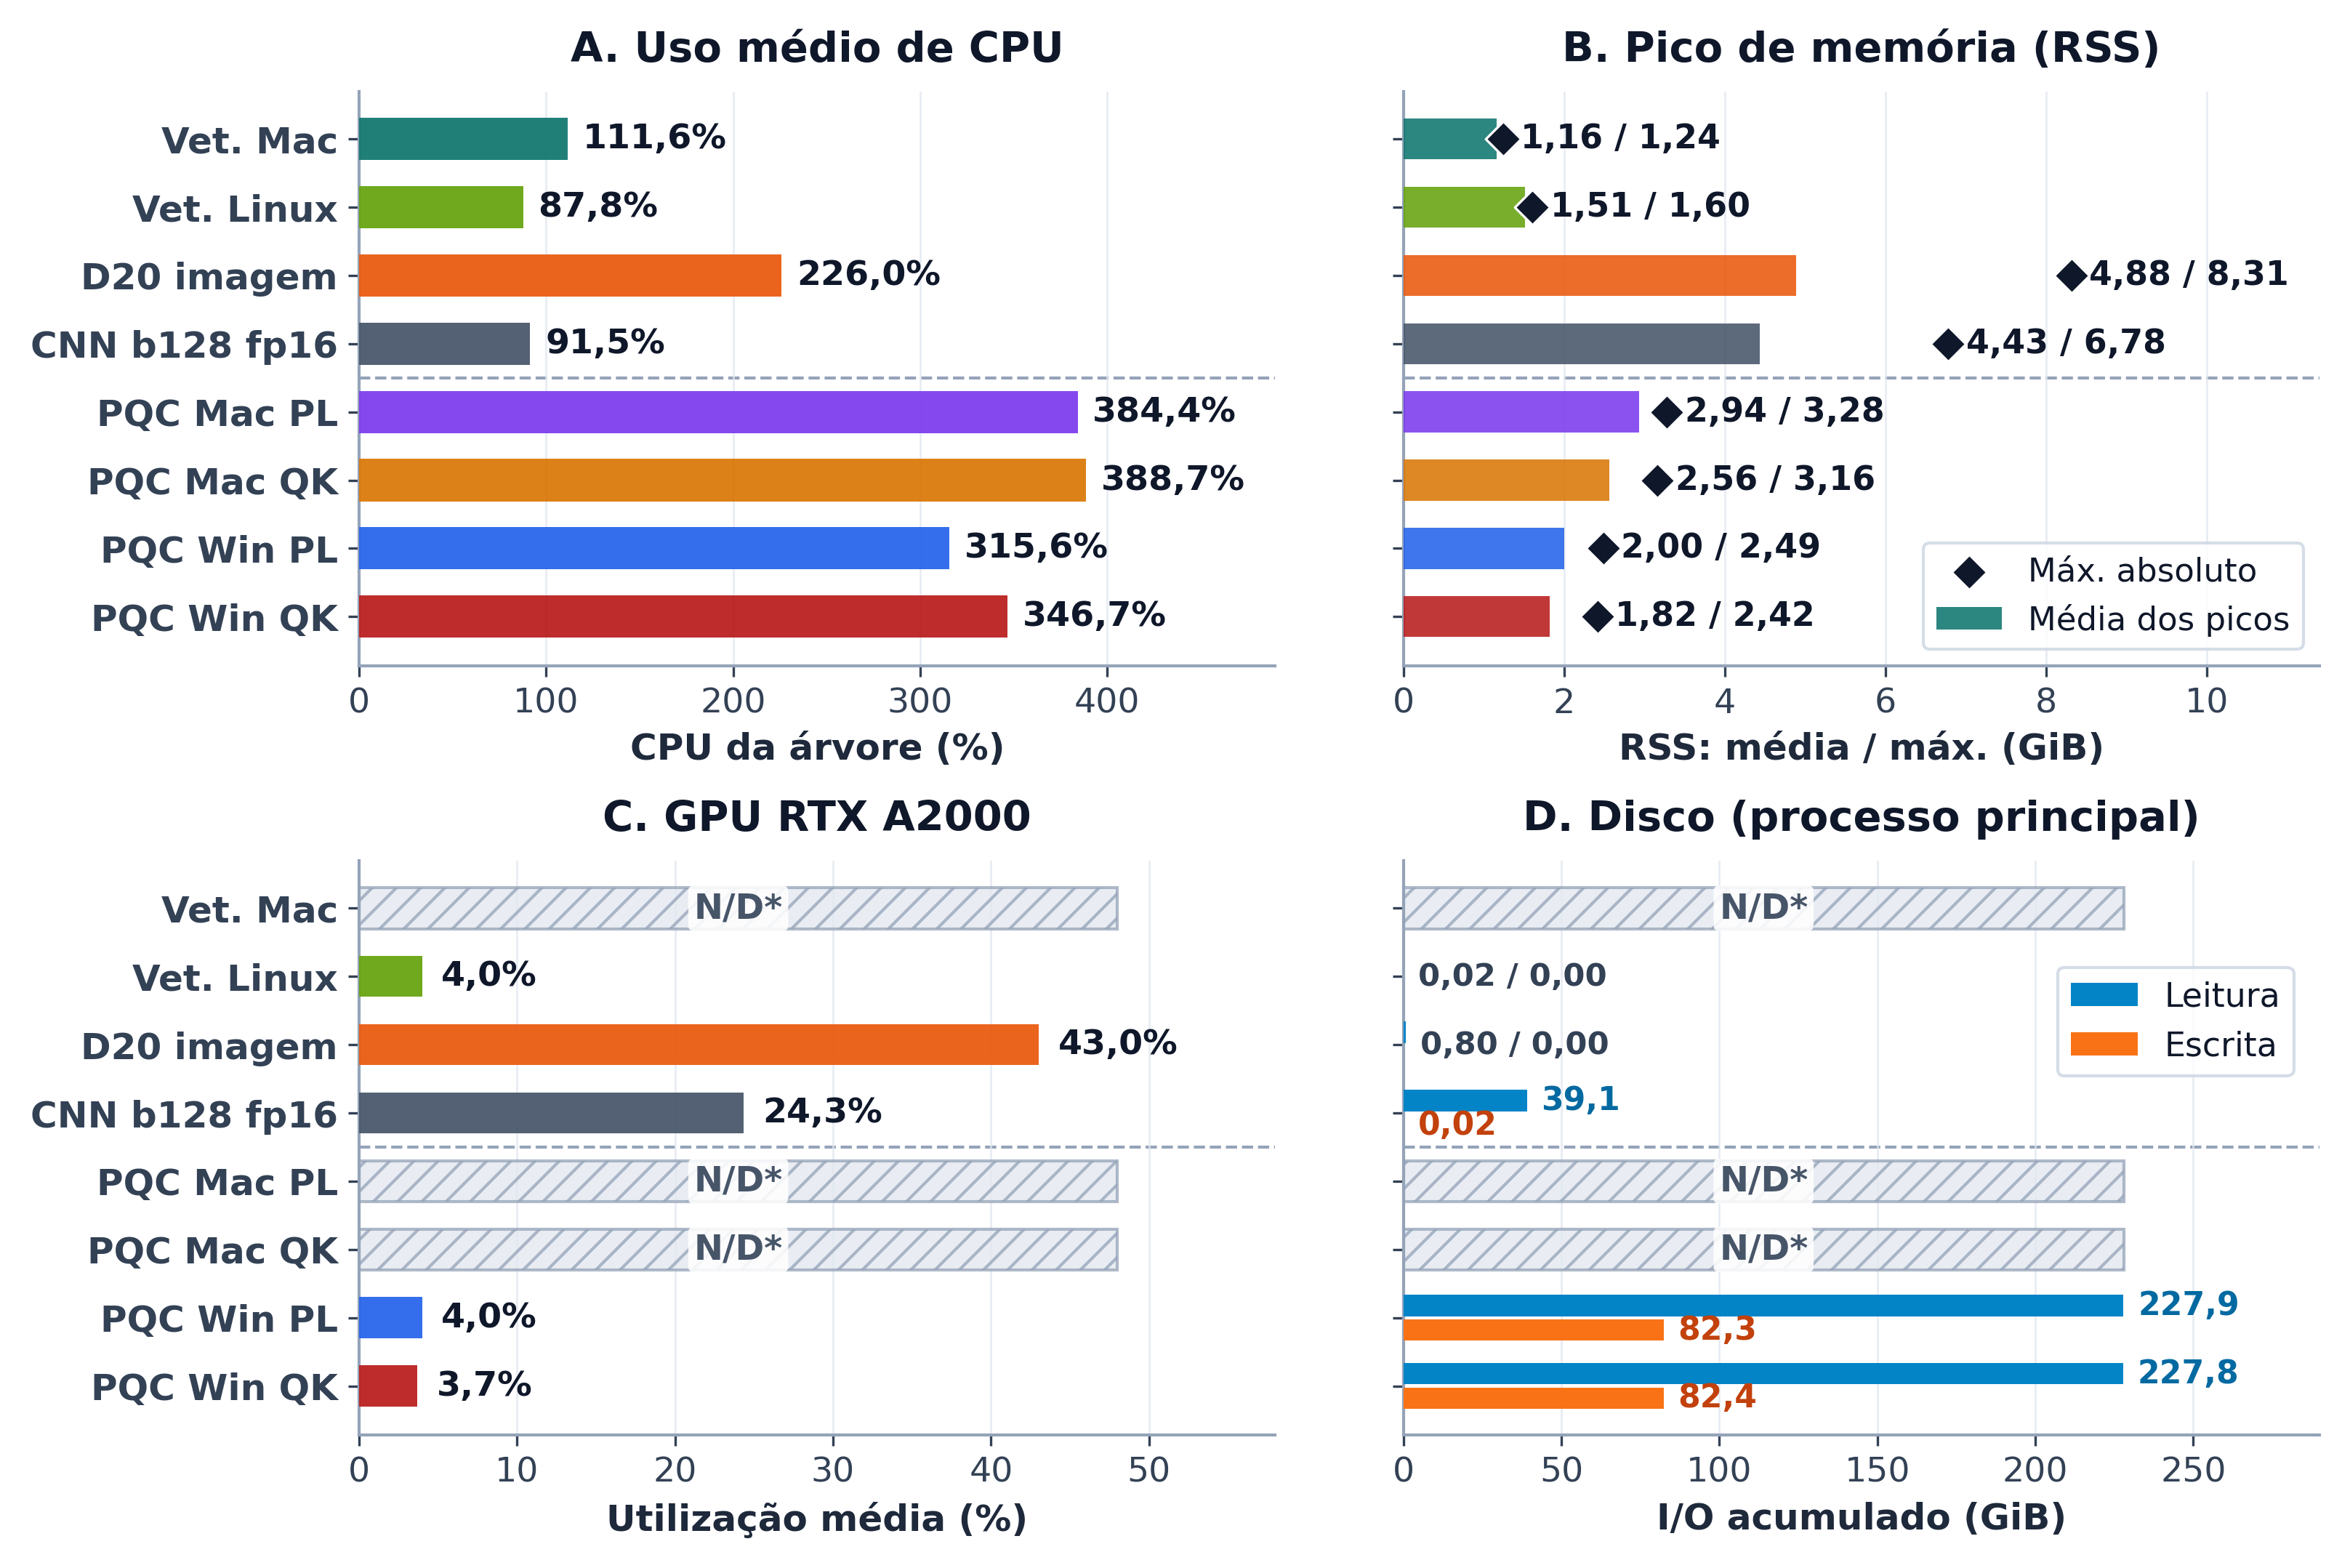 A. Uso médio de CPU
Vet. Mac
111,6%
Vet. Linux
87,8%
D20 imagem
226,0%
CNN b128 fp16
91,5%
PQC Mac PL
384,4%
PQC Mac QK
388,7%
PQC Win PL
315,6%
PQC Win QK
346,7%
0 100 200 300 400
CPU da árvore (%)
B. Pico de memória (RSS)
1,16 / 1,24
1,51 / 1,60
4,88 / 8,31
4,43 / 6,78
2,94 / 3,28
2,56 / 3,16
2,00 / 2,49
1,82 / 2,42
Máx. absoluto
Média dos picos
0 2 4 6 8 10
RSS: média / máx. (GiB)
C. GPU RTX A2000
Vet. Mac
N/D*
Vet. Linux
4,0%
D20 imagem
43,0%
CNN b128 fp16
24,3%
PQC Mac PL
N/D*
PQC Mac QK
N/D*
PQC Win PL
4,0%
PQC Win QK
3,7%
0 10 20 30 40 50
Utilização média (%)
D. Disco (processo principal)
N/D*
0,02 / 0,00
0,80 / 0,00
39,1
0,02
N/D*
N/D*
227,9
82,3
227,8
82,4
Leitura
Escrita
0 50 100 150 200 250
I/O acumulado (GiB)